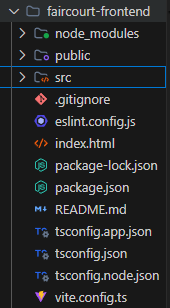 faircourt-frontend
node_modules
public
src
.gitignore
eslint.config.js
index.html
package-lock.json
package.json
README.md
tsconfig.app.json
tsconfig.json
tsconfig.node.json
vite.config.ts